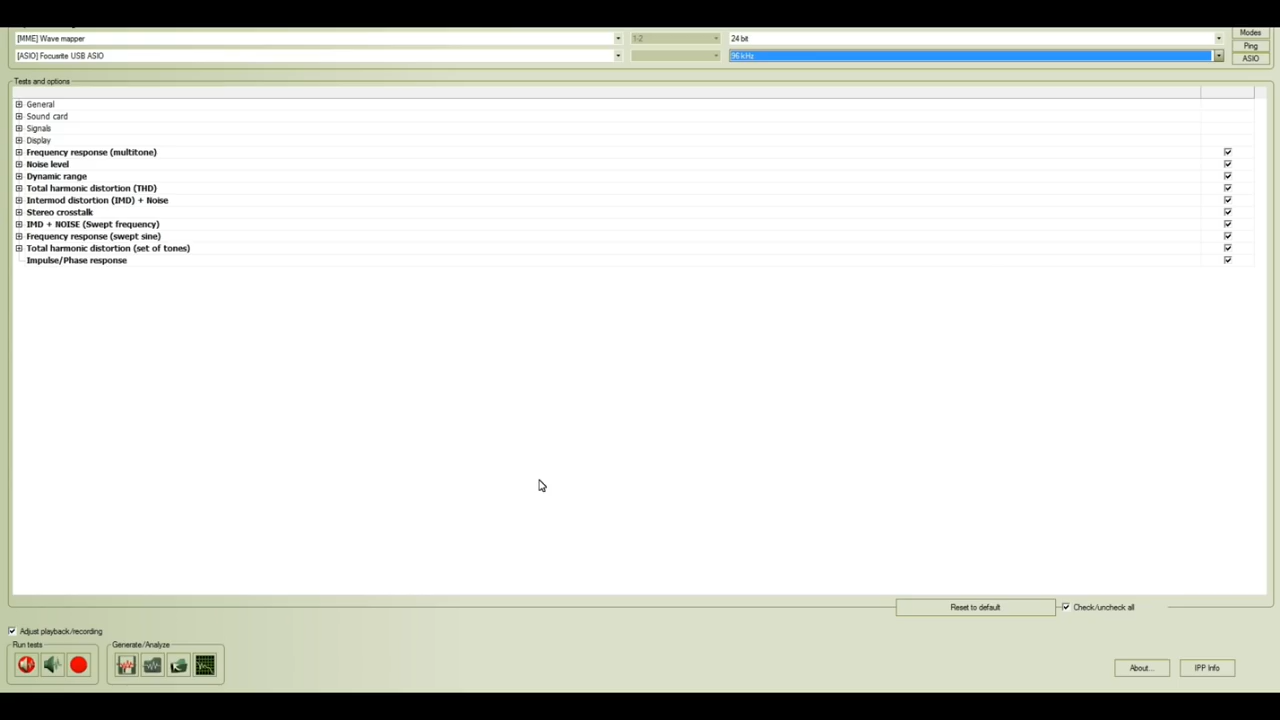 [MME] Wave mapper 1-2 24 bit Modes
Ping
[ASIO] Focusrite USB ASIO 96 kHz ASIO
Tests and options
General
Sound card
Signals
Display
Frequency response (multitone)
Noise level
Dynamic range
Total harmonic distortion (THD)
Intermod distortion (IMD) + Noise
Stereo crosstalk
IMD + NOISE (Swept frequency)
Frequency response (swept sine)
Total harmonic distortion (set of tones)
Impulse/Phase response
Reset to default Check/uncheck all
Adjust playback/recording
Run tests Generate/Analyze
About... IPP Info